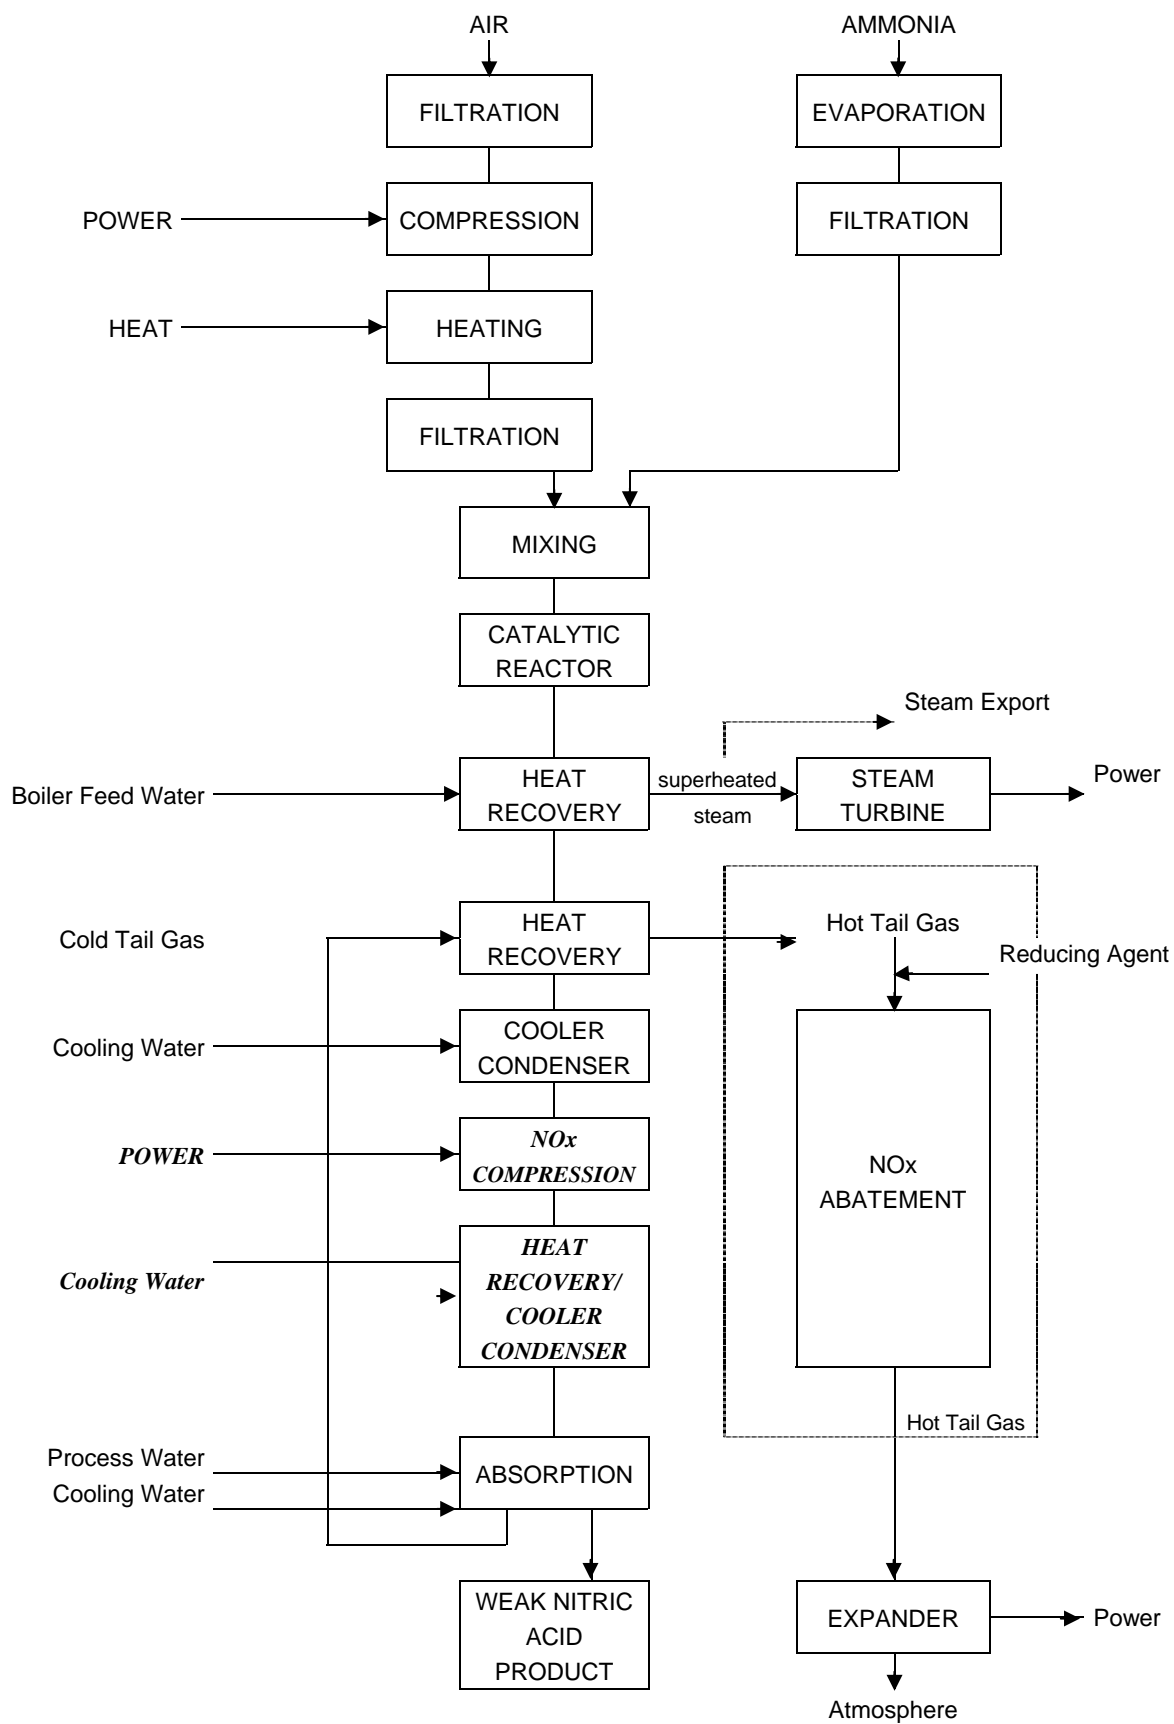 AIR
AMMONIA
FILTRATION
EVAPORATION
POWER
COMPRESSION
FILTRATION
HEAT
HEATING
FILTRATION
MIXING
CATALYTIC
REACTOR
Steam Export
Boiler Feed Water
HEAT
RECOVERY
superheated
steam
STEAM
TURBINE
Power
Cold Tail Gas
HEAT
RECOVERY
Hot Tail Gas
Reducing Agent
Cooling Water
COOLER
CONDENSER
POWER
NOx
COMPRESSION
NOx
ABATEMENT
Cooling Water
HEAT
RECOVERY/
COOLER
CONDENSER
Hot Tail Gas
Process Water
Cooling Water
ABSORPTION
WEAK NITRIC
ACID
PRODUCT
EXPANDER
Power
Atmosphere